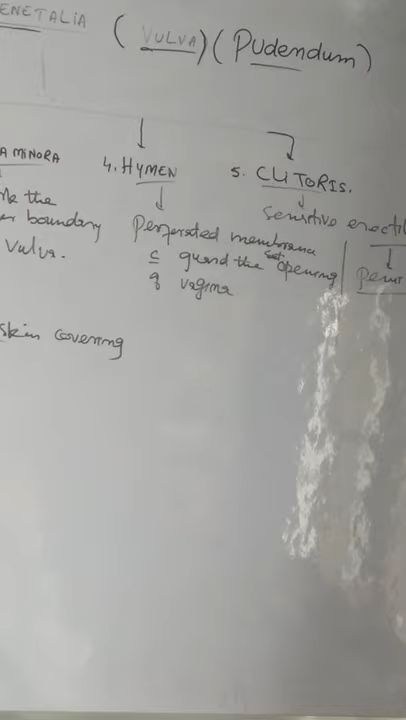 ENETALIA (VULVA) (PUDENDUM)
A MINORA
4. HYMEN
5. CLITORIS.
the
boundary
vulva.
Perforated membrane
guard the opening
vagina
Sensitive erectil
skin covering